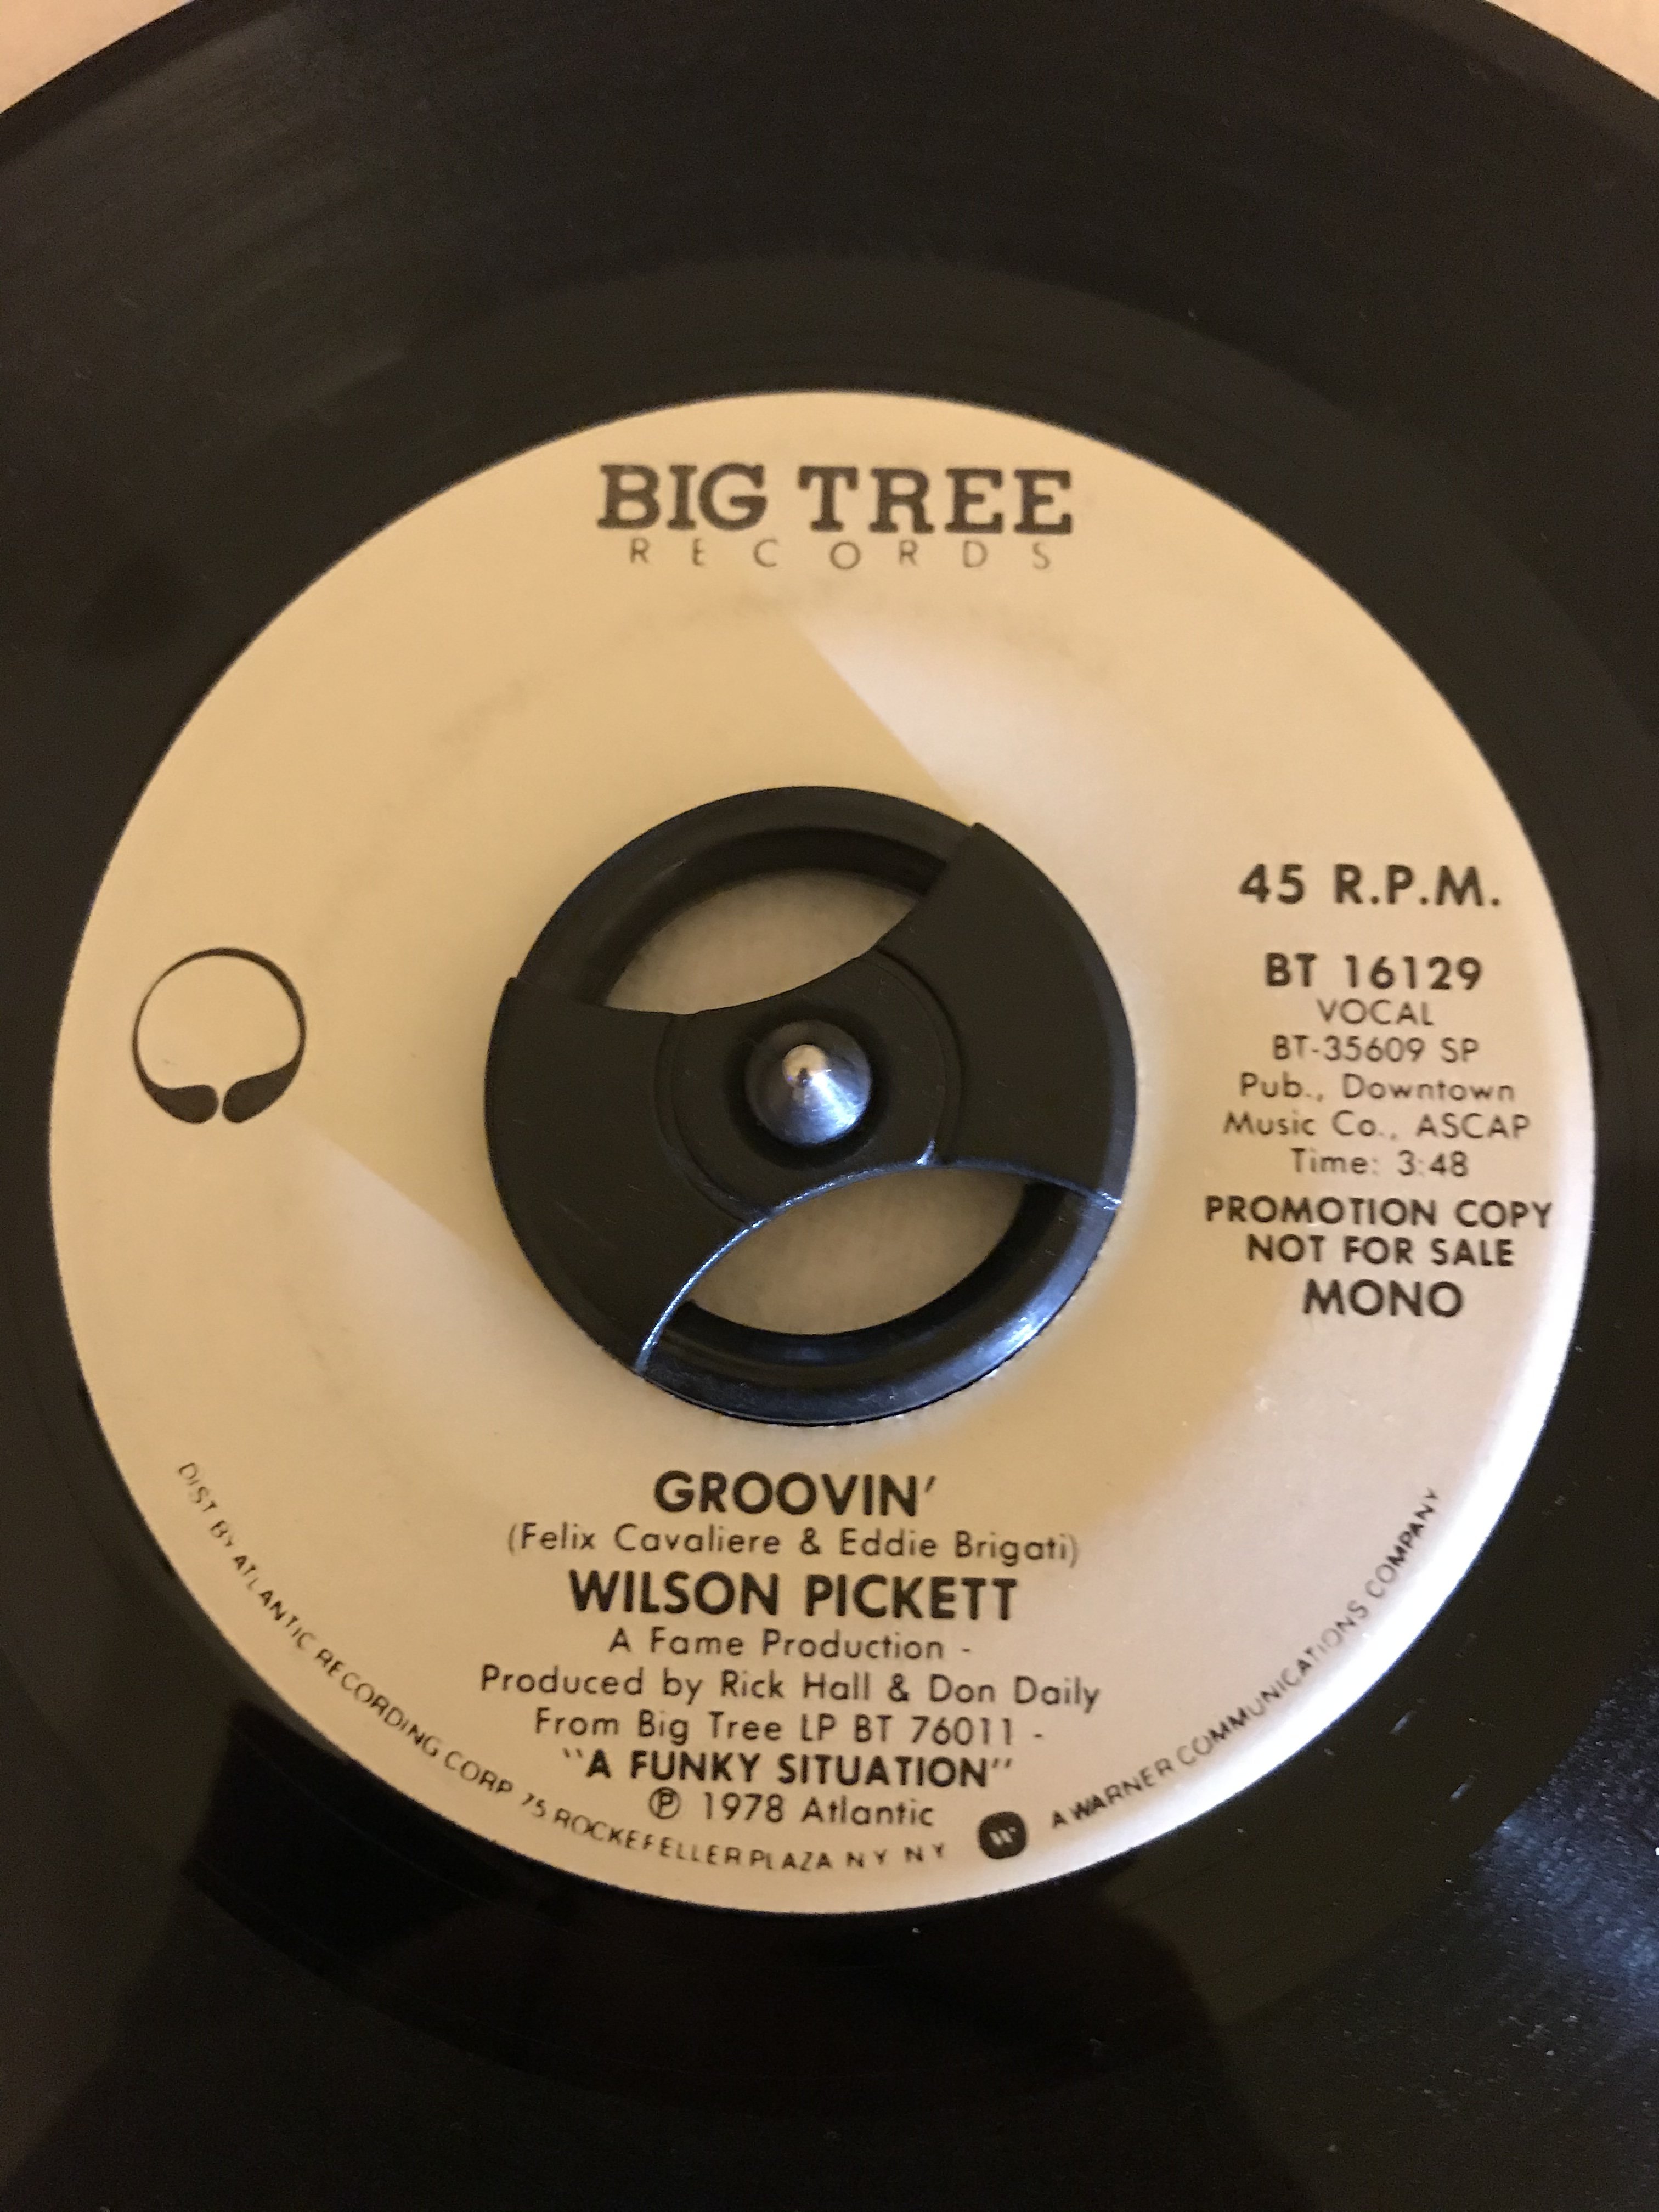 BIG TREE
RECORDS
45 R.P.M.
BT 16129
VOCAL
BT-35609 SP
Pub., Downtown
Music Co., ASCAP
Time: 3:48
PROMOTION COPY
NOT FOR SALE
MONO
GROOVIN'
(Felix Cavaliere & Eddie Brigati)
WILSON PICKETT
A Fame Production -
Produced by Rick Hall & Don Daily
From Big Tree LP BT 76011 -
"A FUNKY SITUATION"
℗ 1978 Atlantic
DIST BY ATLANTIC RECORDING CORP 75 ROCKEFELLER PLAZA N Y N Y W A WARNER COMMUNICATIONS COMPANY